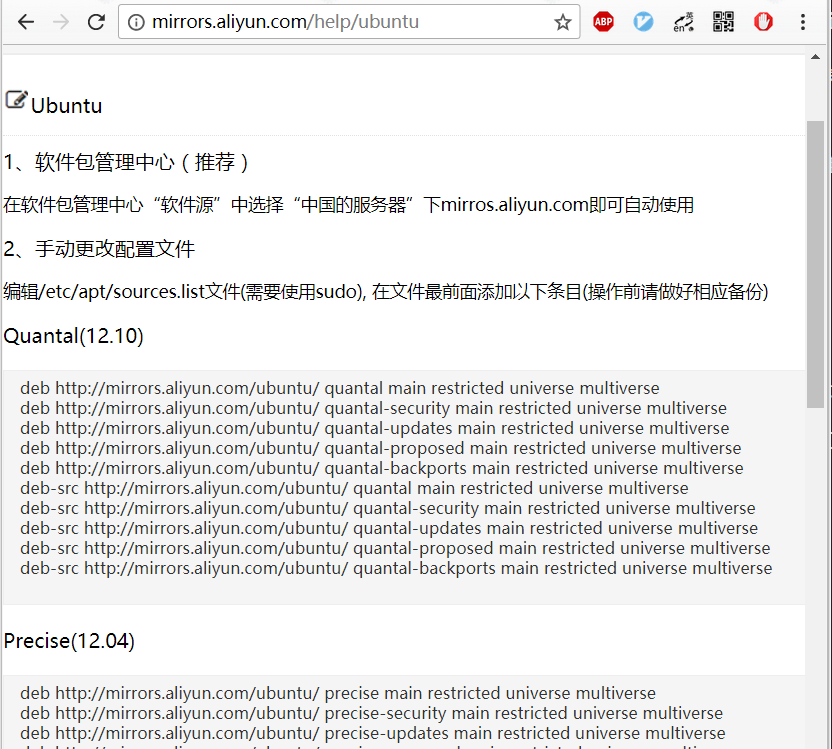 mirrors.aliyun.com/help/ubuntu
ABP
英
en
Ubuntu
1、软件包管理中心（推荐）
在软件包管理中心“软件源”中选择“中国的服务器”下mirros.aliyun.com即可自动使用
2、手动更改配置文件
编辑/etc/apt/sources.list文件(需要使用sudo), 在文件最前面添加以下条目(操作前请做好相应备份)
Quantal(12.10)
deb http://mirrors.aliyun.com/ubuntu/ quantal main restricted universe multiverse
deb http://mirrors.aliyun.com/ubuntu/ quantal-security main restricted universe multiverse
deb http://mirrors.aliyun.com/ubuntu/ quantal-updates main restricted universe multiverse
deb http://mirrors.aliyun.com/ubuntu/ quantal-proposed main restricted universe multiverse
deb http://mirrors.aliyun.com/ubuntu/ quantal-backports main restricted universe multiverse
deb-src http://mirrors.aliyun.com/ubuntu/ quantal main restricted universe multiverse
deb-src http://mirrors.aliyun.com/ubuntu/ quantal-security main restricted universe multiverse
deb-src http://mirrors.aliyun.com/ubuntu/ quantal-updates main restricted universe multiverse
deb-src http://mirrors.aliyun.com/ubuntu/ quantal-proposed main restricted universe multiverse
deb-src http://mirrors.aliyun.com/ubuntu/ quantal-backports main restricted universe multiverse
Precise(12.04)
deb http://mirrors.aliyun.com/ubuntu/ precise main restricted universe multiverse
deb http://mirrors.aliyun.com/ubuntu/ precise-security main restricted universe multiverse
deb http://mirrors.aliyun.com/ubuntu/ precise-updates main restricted universe multiverse